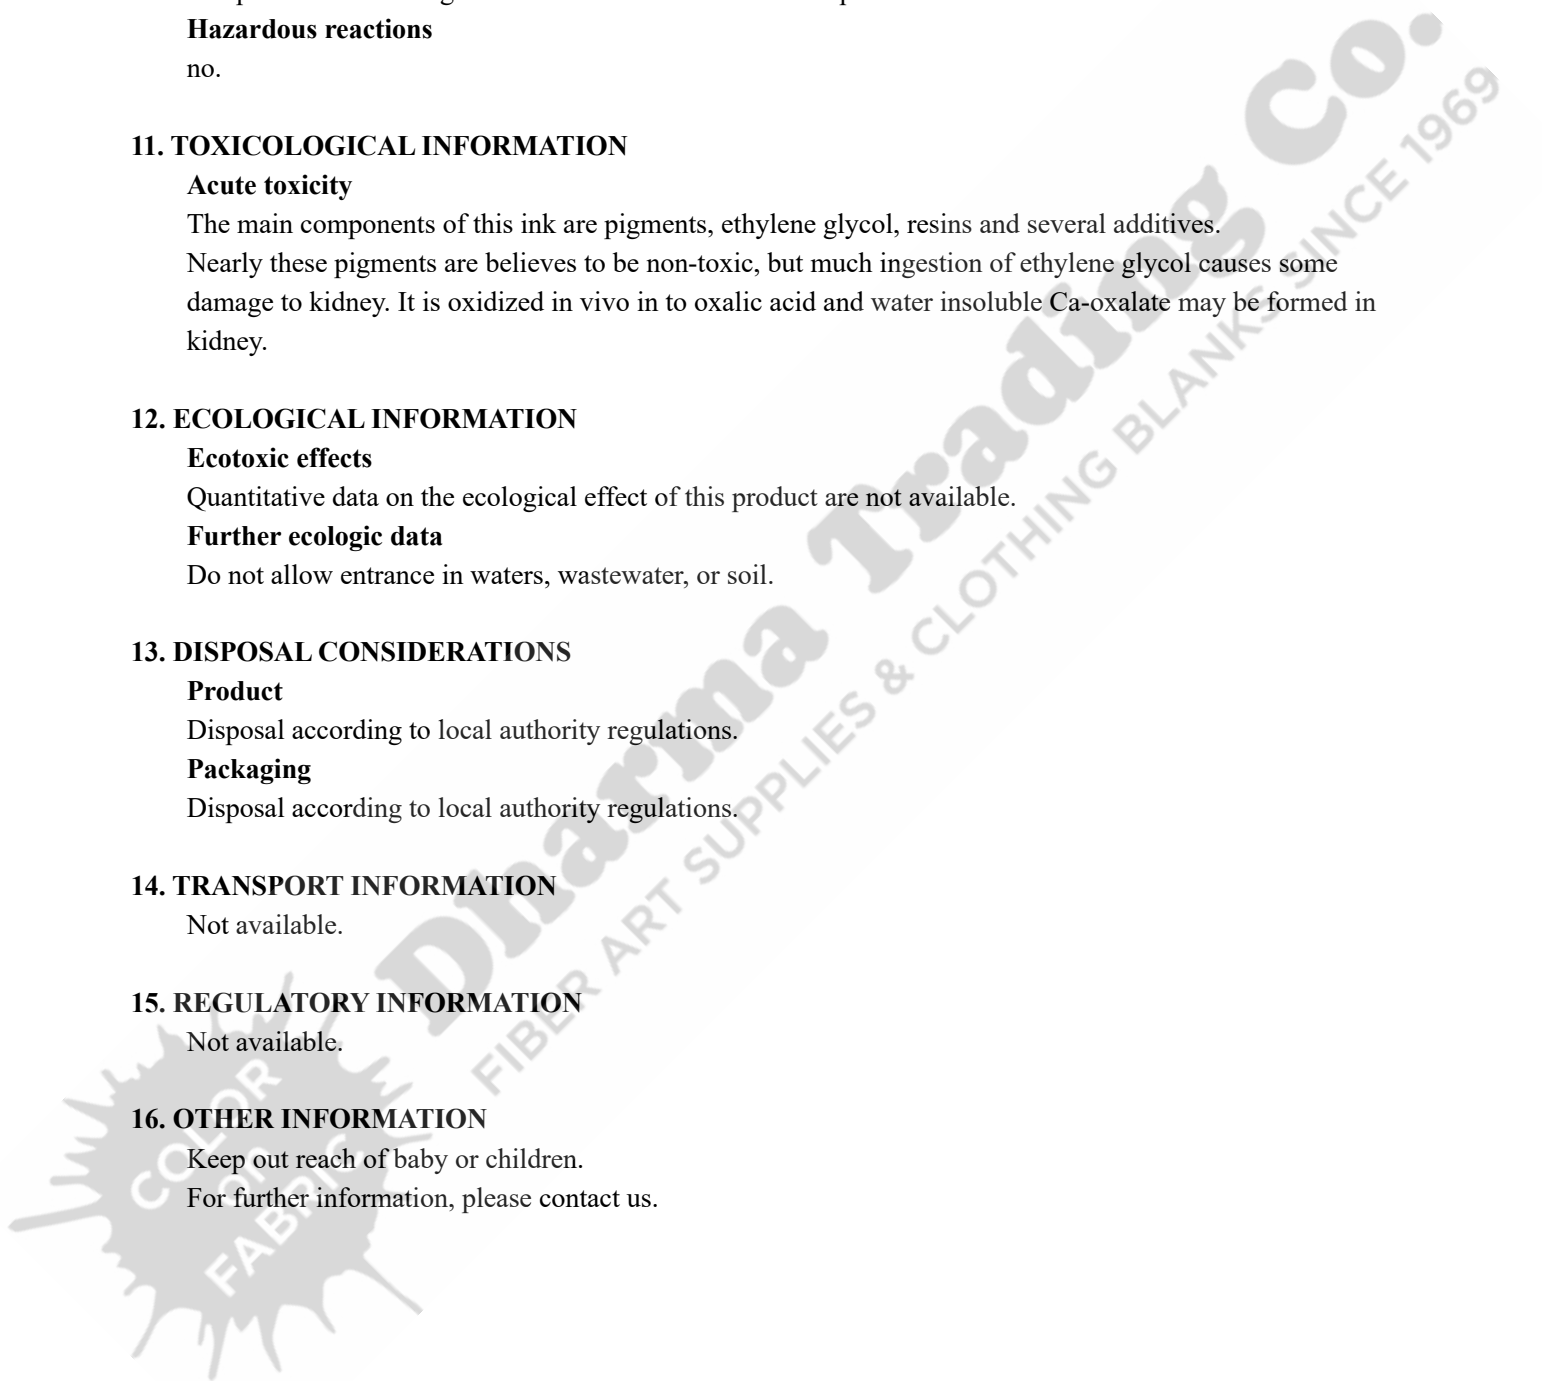 Hazardous reactions
no.
11. TOXICOLOGICAL INFORMATION
Acute toxicity
The main components of this ink are pigments, ethylene glycol, resins and several additives.
Nearly these pigments are believes to be non-toxic, but much ingestion of ethylene glycol causes some
damage to kidney. It is oxidized in vivo in to oxalic acid and water insoluble Ca-oxalate may be formed in
kidney.
12. ECOLOGICAL INFORMATION
Ecotoxic effects
Quantitative data on the ecological effect of this product are not available.
Further ecologic data
Do not allow entrance in waters, wastewater, or soil.
13. DISPOSAL CONSIDERATIONS
Product
Disposal according to local authority regulations.
Packaging
Disposal according to local authority regulations.
14. TRANSPORT INFORMATION
Not available.
15. REGULATORY INFORMATION
Not available.
16. OTHER INFORMATION
Keep out reach of baby or children.
For further information, please contact us.
Dharma Trading Co.
FIBER ART SUPPLIES & CLOTHING BLANKS SINCE 1969
COLOR
on
FABRIC